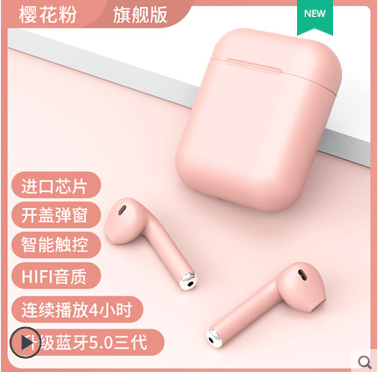 樱花粉 旗舰版
NEW
进口芯片
开盖弹窗
智能触控
HIFI音质
连续播放4小时
升级蓝牙5.0三代